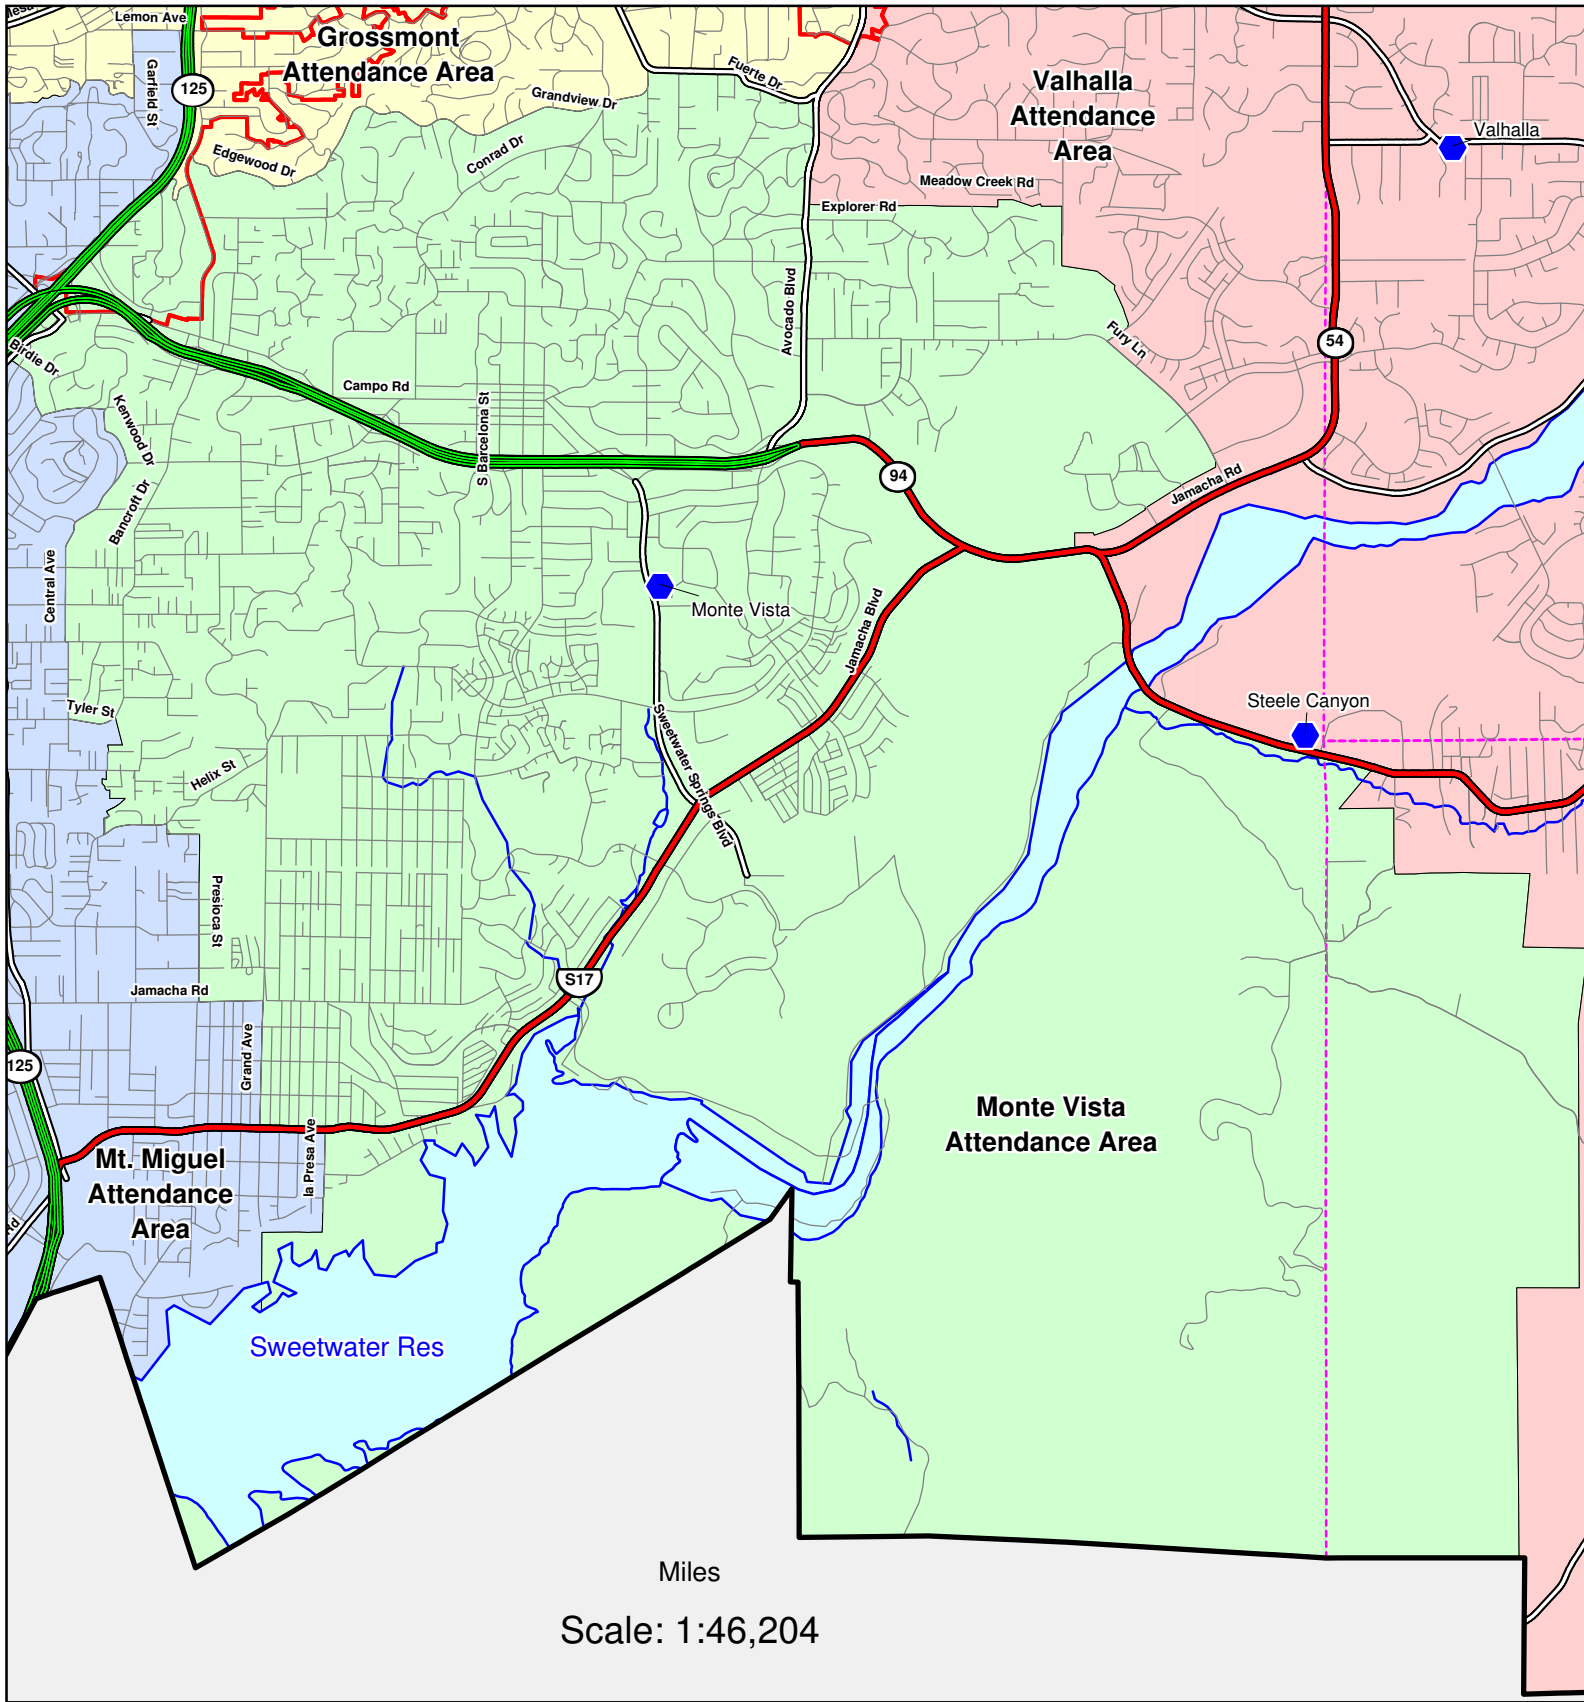 Lemon Ave
Grossmont
Attendance Area
125
Garfield St
Fuerte Dr
Grandview Dr
Valhalla
Attendance
Area
Valhalla
Edgewood Dr
Conrad Dr
Meadow Creek Rd
Explorer Rd
Avocado Blvd
Fury Ln
54
Birdie Dr
Campo Rd
Kenwood Dr
S Barcelona St
Bancroft Dr
94
Jamacha Rd
Central Ave
Monte Vista
Jamacha Blvd
Tyler St
Steele Canyon
Sweetwater Springs Blvd
Helix St
Presioca St
Jamacha Rd
S17
Grand Ave
125
la Presa Ave
Monte Vista
Attendance Area
Mt. Miguel
Attendance
Area
Rd
Sweetwater Res
Miles
Scale: 1:46,204